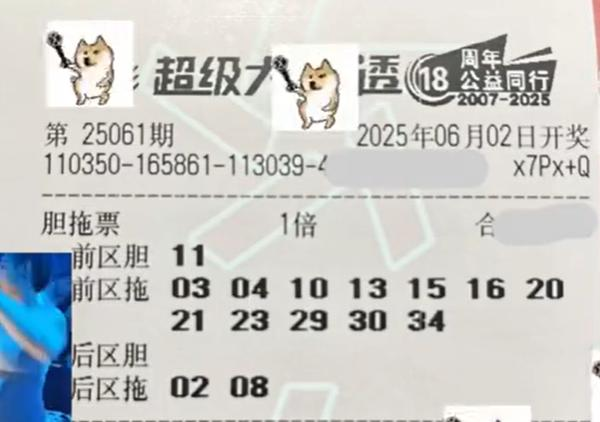 超级大 透
18
周年
公益同行
2007-2025
第 25061期 2025年06月02日开奖
110350-165861-113039-4 x7Px+Q
胆拖票 1倍 合
前区胆 11
前区拖 03 04 10 13 15 16 20
21 23 29 30 34
后区胆
后区拖 02 08